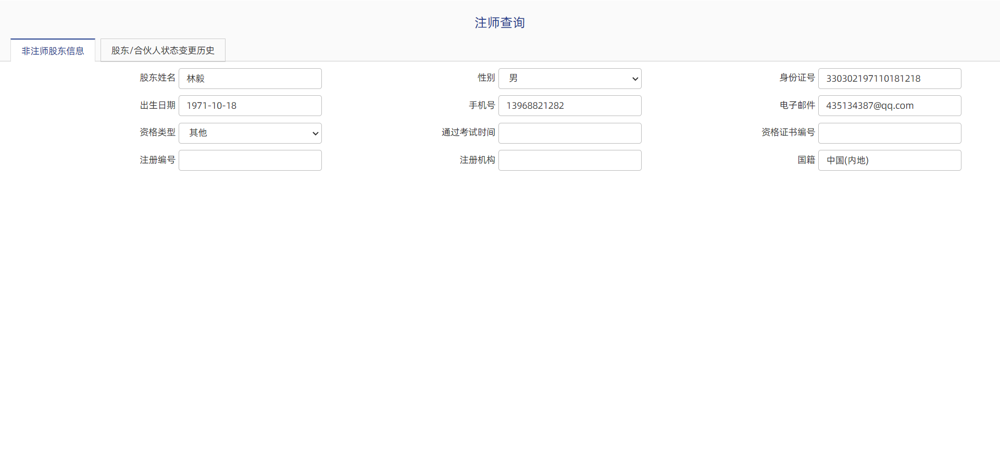 注师查询
非注师股东信息 股东/合伙人状态变更历史
股东姓名 林毅 性别 男 身份证号 330302197110181218
出生日期 1971-10-18 手机号 13968821282 电子邮件 435134387@qq.com
资格类型 其他 通过考试时间 资格证书编号
注册编号 注册机构 国籍 中国(内地)